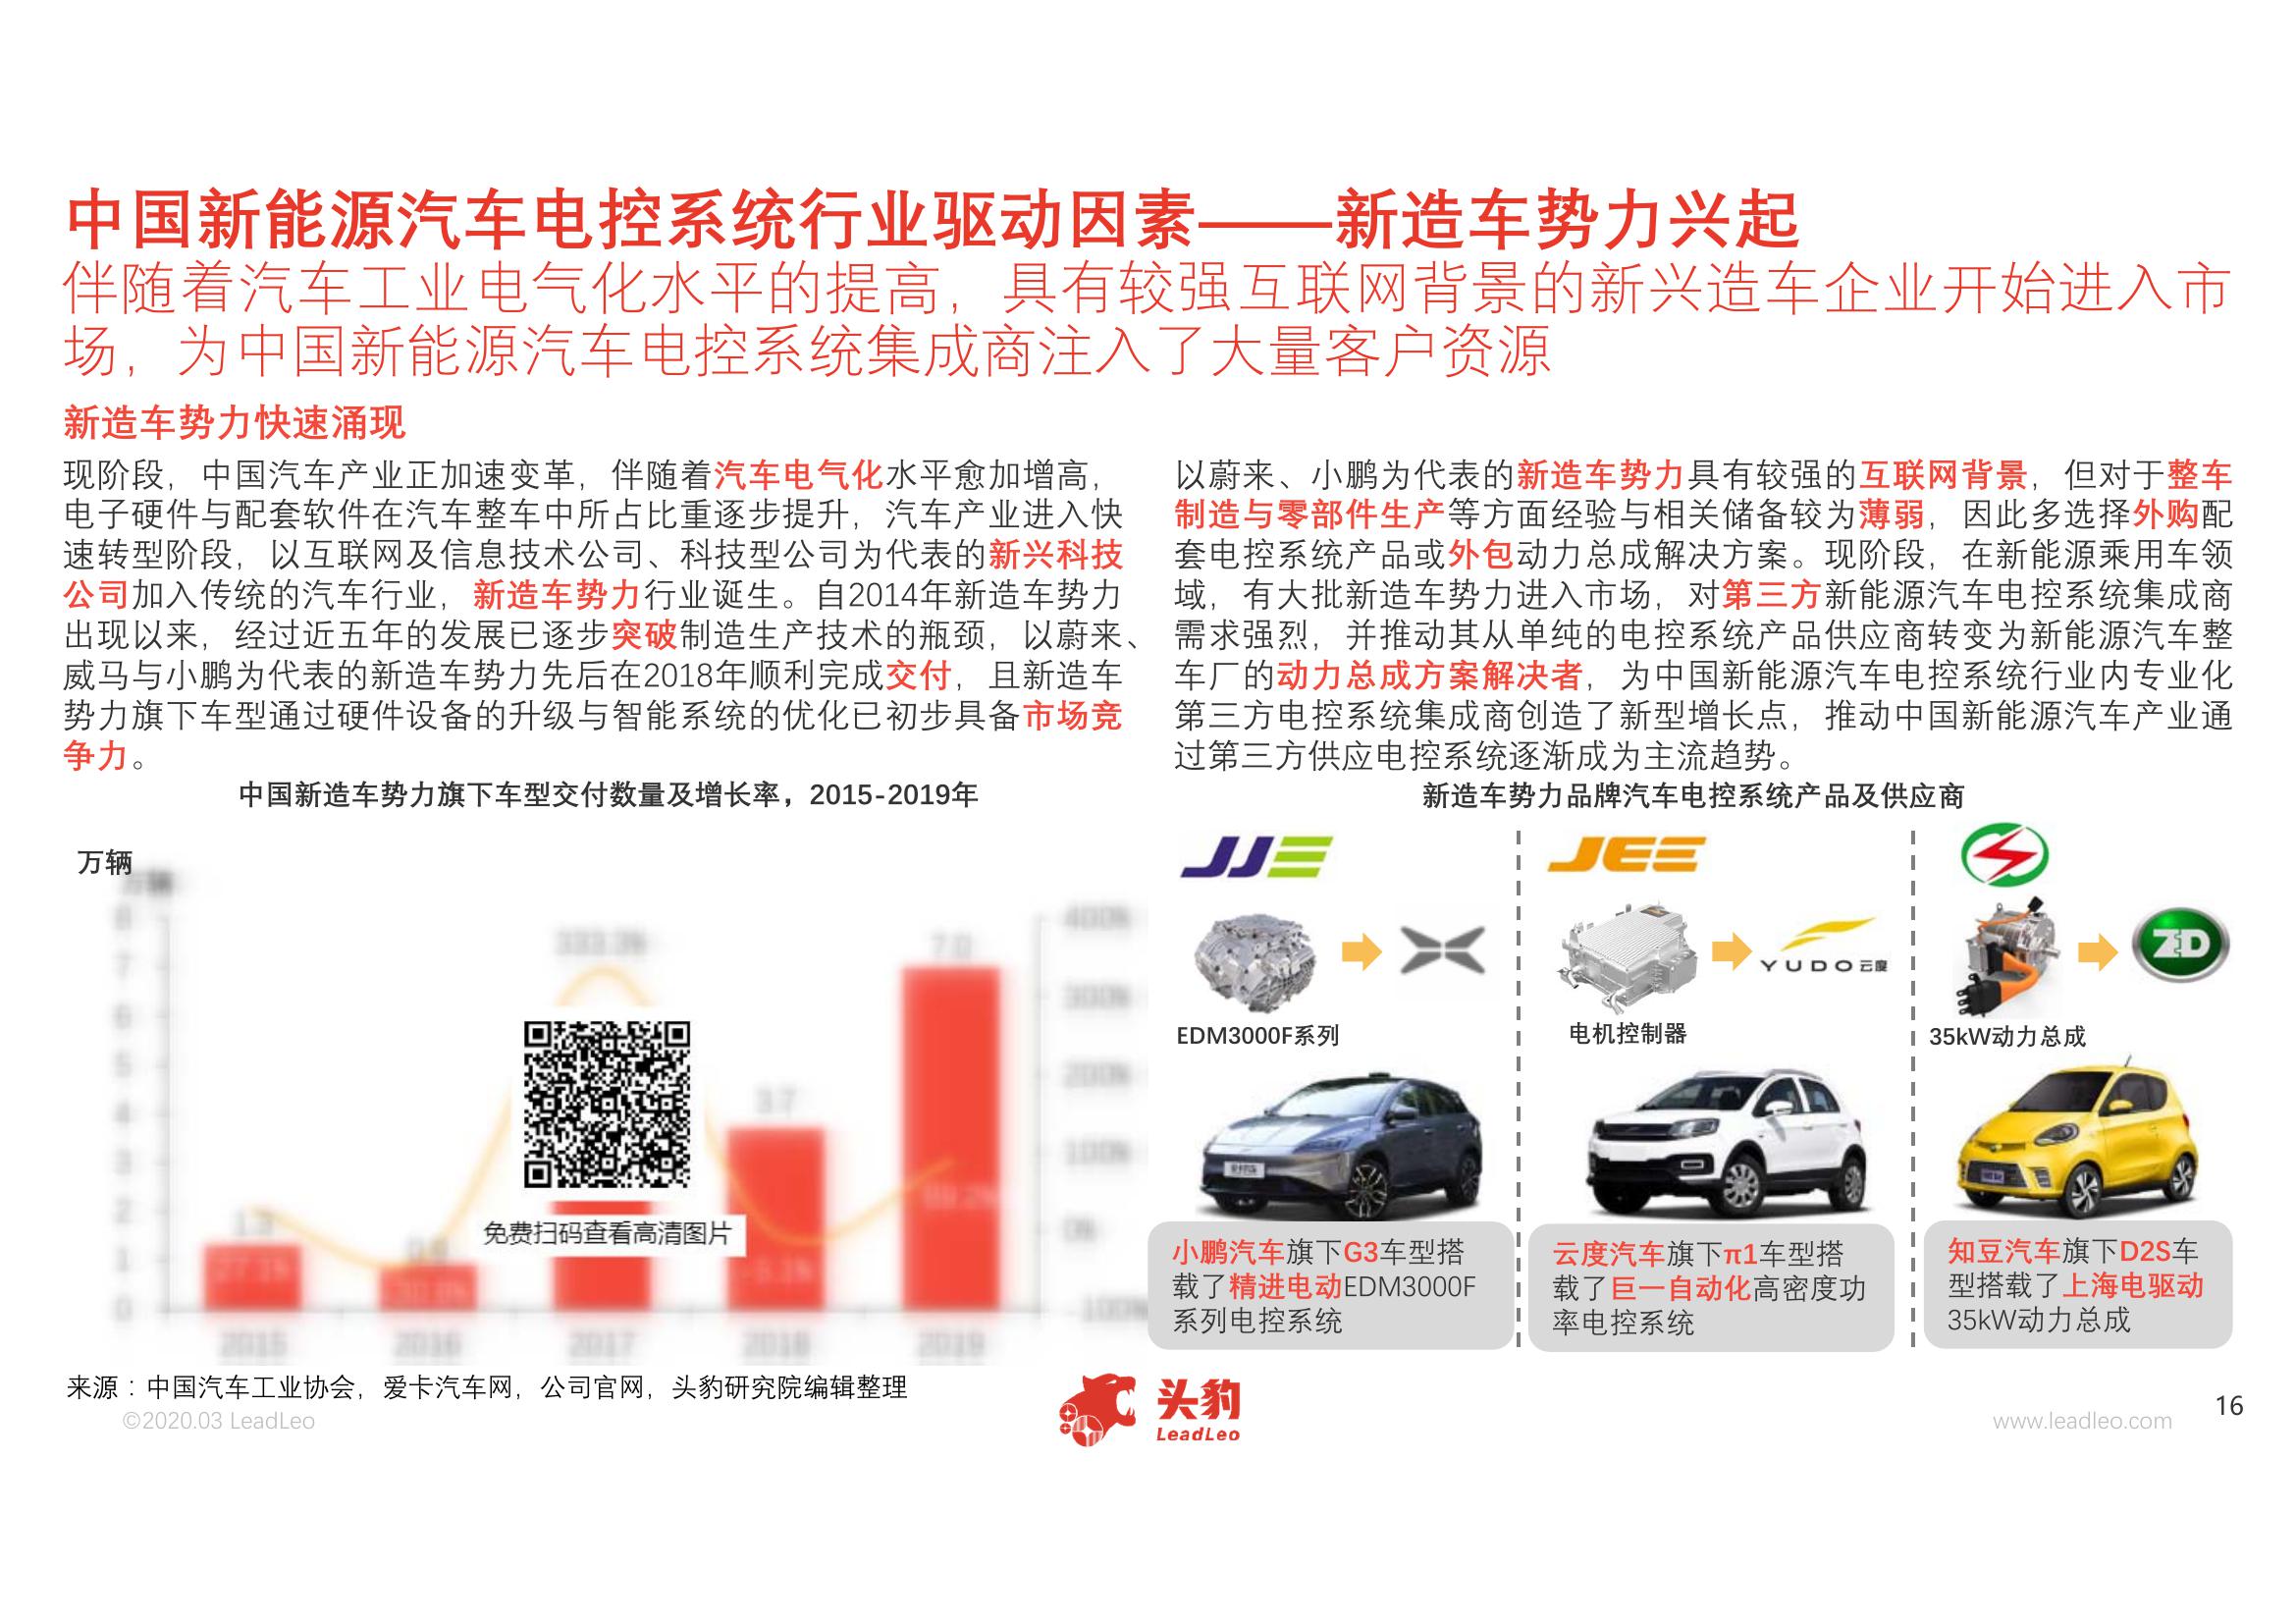 中国新能源汽车电控系统行业驱动因素——新造车势力兴起
伴随着汽车工业电气化水平的提高，具有较强互联网背景的新兴造车企业开始进入市
场，为中国新能源汽车电控系统集成商注入了大量客户资源
新造车势力快速涌现
现阶段，中国汽车产业正加速变革，伴随着汽车电气化水平愈加增高，
电子硬件与配套软件在汽车整车中所占比重逐步提升，汽车产业进入快
速转型阶段，以互联网及信息技术公司、科技型公司为代表的新兴科技
公司加入传统的汽车行业，新造车势力行业诞生。自2014年新造车势力
出现以来，经过近五年的发展已逐步突破制造生产技术的瓶颈，以蔚来、
威马与小鹏为代表的新造车势力先后在2018年顺利完成交付，且新造车
势力旗下车型通过硬件设备的升级与智能系统的优化已初步具备市场竞
争力。
以蔚来、小鹏为代表的新造车势力具有较强的互联网背景，但对于整车
制造与零部件生产等方面经验与相关储备较为薄弱，因此多选择外购配
套电控系统产品或外包动力总成解决方案。现阶段，在新能源乘用车领
域，有大批新造车势力进入市场，对第三方新能源汽车电控系统集成商
需求强烈，并推动其从单纯的电控系统产品供应商转变为新能源汽车整
车厂的动力总成方案解决者，为中国新能源汽车电控系统行业内专业化
第三方电控系统集成商创造了新型增长点，推动中国新能源汽车产业通
过第三方供应电控系统逐渐成为主流趋势。
中国新造车势力旗下车型交付数量及增长率，2015-2019年
万辆
8
7
6
5
4
3
2
1
0
400%
300%
200%
100%
0%
-100%
333.3%
7.0
3.7
2015
2016
2017
2018
2019
免费扫码查看高清图片
新造车势力品牌汽车电控系统产品及供应商
JJE
EDM3000F系列
JEE
YUDO云度
电机控制器
ZD
35kW动力总成
小鹏汽车旗下G3车型搭
载了精进电动EDM3000F
系列电控系统
云度汽车旗下π1车型搭
载了巨一自动化高密度功
率电控系统
知豆汽车旗下D2S车
型搭载了上海电驱动
35kW动力总成
来源：中国汽车工业协会，爱卡汽车网，公司官网，头豹研究院编辑整理
©2020.03 LeadLeo
头豹
LeadLeo
www.leadleo.com
16